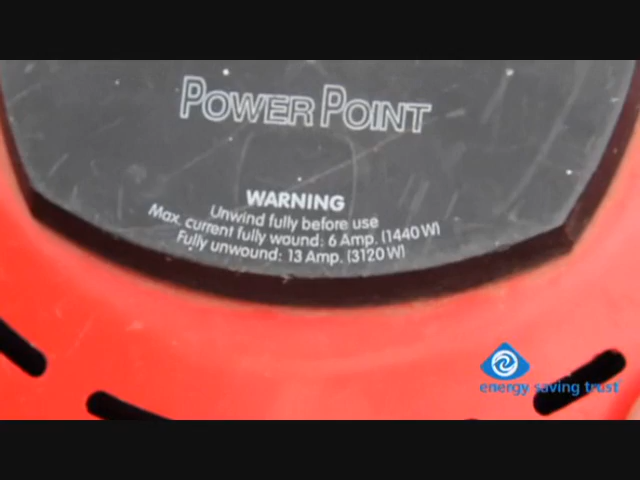 POWER POINT
WARNING
Unwind fully before use
Max. current fully wound: 6 Amp. (1440 W)
Fully unwound: 13 Amp. (3120 W)
energy saving trust